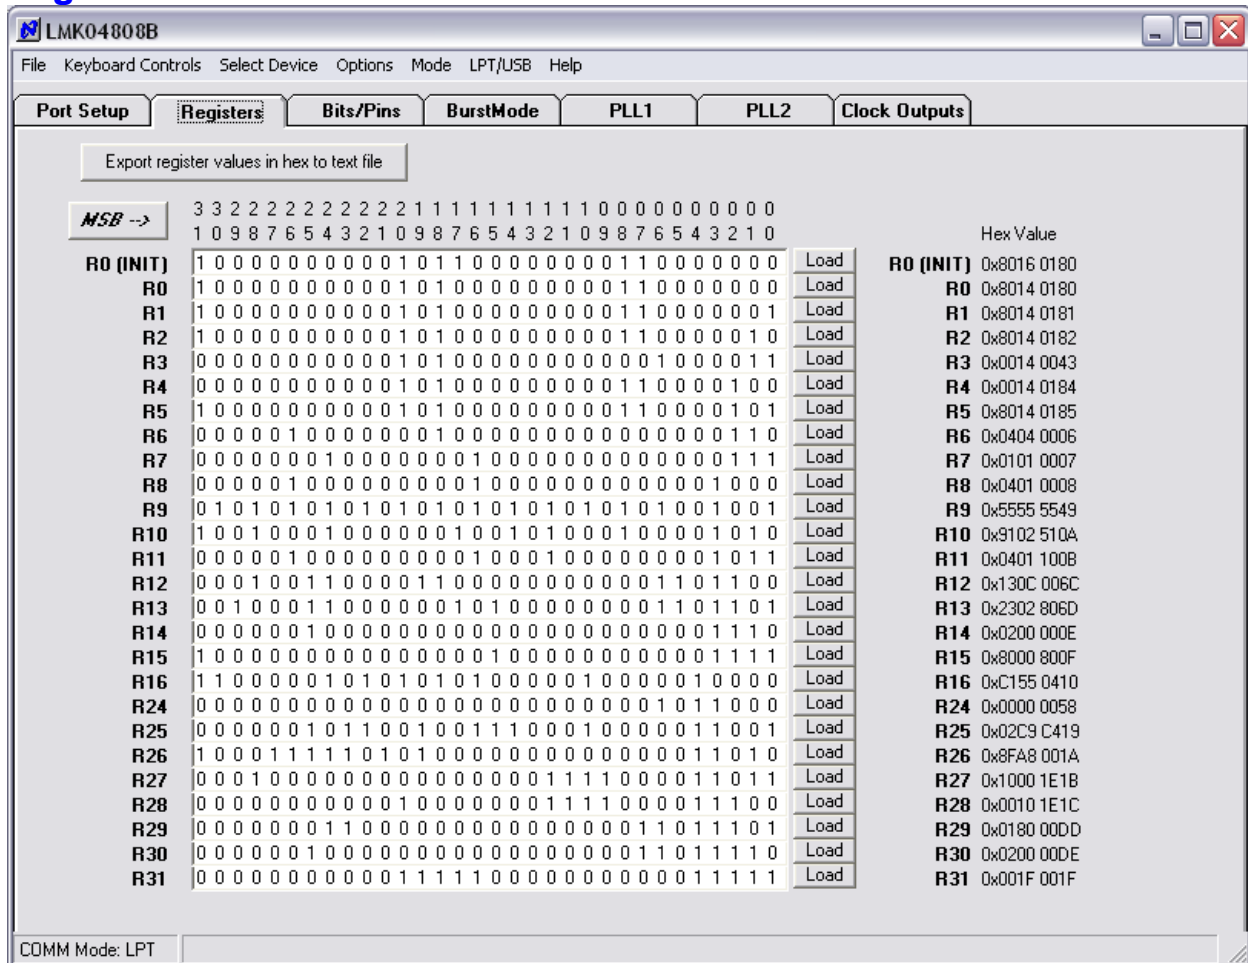 LMK04808B
File Keyboard Controls Select Device Options Mode LPT/USB Help
Port Setup Registers Bits/Pins BurstMode PLL1 PLL2 Clock Outputs
Export register values in hex to text file
MSB -->
3 3 2 2 2 2 2 2 2 2 2 2 1 1 1 1 1 1 1 1 1 1 0 0 0 0 0 0 0 0 0 0
1 0 9 8 7 6 5 4 3 2 1 0 9 8 7 6 5 4 3 2 1 0 9 8 7 6 5 4 3 2 1 0 Hex Value
R0 (INIT) 1 0 0 0 0 0 0 0 0 0 0 1 0 1 1 0 0 0 0 0 0 0 0 1 1 0 0 0 0 0 0 0 Load R0 (INIT) 0x8016 0180
R0 1 0 0 0 0 0 0 0 0 0 0 1 0 1 0 0 0 0 0 0 0 0 0 1 1 0 0 0 0 0 0 0 Load R0 0x8014 0180
R1 1 0 0 0 0 0 0 0 0 0 0 1 0 1 0 0 0 0 0 0 0 0 0 1 1 0 0 0 0 0 0 1 Load R1 0x8014 0181
R2 1 0 0 0 0 0 0 0 0 0 0 1 0 1 0 0 0 0 0 0 0 0 0 1 1 0 0 0 0 0 1 0 Load R2 0x8014 0182
R3 0 0 0 0 0 0 0 0 0 0 0 1 0 1 0 0 0 0 0 0 0 0 0 0 0 1 0 0 0 0 1 1 Load R3 0x0014 0043
R4 0 0 0 0 0 0 0 0 0 0 0 1 0 1 0 0 0 0 0 0 0 0 0 1 1 0 0 0 0 1 0 0 Load R4 0x0014 0184
R5 1 0 0 0 0 0 0 0 0 0 0 1 0 1 0 0 0 0 0 0 0 0 0 1 1 0 0 0 0 1 0 1 Load R5 0x8014 0185
R6 0 0 0 0 0 1 0 0 0 0 0 0 0 1 0 0 0 0 0 0 0 0 0 0 0 0 0 0 0 1 1 0 Load R6 0x0404 0006
R7 0 0 0 0 0 0 0 1 0 0 0 0 0 0 0 1 0 0 0 0 0 0 0 0 0 0 0 0 0 1 1 1 Load R7 0x0101 0007
R8 0 0 0 0 0 1 0 0 0 0 0 0 0 0 0 1 0 0 0 0 0 0 0 0 0 0 0 0 1 0 0 0 Load R8 0x0401 0008
R9 0 1 0 1 0 1 0 1 0 1 0 1 0 1 0 1 0 1 0 1 0 1 0 1 0 1 0 0 1 0 0 1 Load R9 0x5555 5549
R10 1 0 0 1 0 0 0 1 0 0 0 0 0 0 1 0 0 1 0 1 0 0 0 1 0 0 0 0 1 0 1 0 Load R10 0x9102 510A
R11 0 0 0 0 0 1 0 0 0 0 0 0 0 0 0 1 0 0 0 1 0 0 0 0 0 0 0 0 1 0 1 1 Load R11 0x0401 100B
R12 0 0 0 1 0 0 1 1 0 0 0 0 1 1 0 0 0 0 0 0 0 0 0 0 0 1 1 0 1 1 0 0 Load R12 0x130C 006C
R13 0 0 1 0 0 0 1 1 0 0 0 0 0 0 1 0 1 0 0 0 0 0 0 0 0 1 1 0 1 1 0 1 Load R13 0x2302 806D
R14 0 0 0 0 0 0 1 0 0 0 0 0 0 0 0 0 0 0 0 0 0 0 0 0 0 0 0 0 1 1 1 0 Load R14 0x0200 000E
R15 1 0 0 0 0 0 0 0 0 0 0 0 0 0 0 0 1 0 0 0 0 0 0 0 0 0 0 0 1 1 1 1 Load R15 0x8000 800F
R16 1 1 0 0 0 0 0 1 0 1 0 1 0 1 0 1 0 0 0 0 0 1 0 0 0 0 0 1 0 0 0 0 Load R16 0xC155 0410
R24 0 0 0 0 0 0 0 0 0 0 0 0 0 0 0 0 0 0 0 0 0 0 0 0 0 1 0 1 1 0 0 0 Load R24 0x0000 0058
R25 0 0 0 0 0 0 1 0 1 1 0 0 1 0 0 1 1 1 0 0 0 1 0 0 0 0 0 1 1 0 0 1 Load R25 0x02C9 C419
R26 1 0 0 0 1 1 1 1 1 0 1 0 1 0 0 0 0 0 0 0 0 0 0 0 0 0 0 1 1 0 1 0 Load R26 0x8FA8 001A
R27 0 0 0 1 0 0 0 0 0 0 0 0 0 0 0 0 0 0 0 1 1 1 1 0 0 0 0 1 1 0 1 1 Load R27 0x1000 1E1B
R28 0 0 0 0 0 0 0 0 0 0 0 1 0 0 0 0 0 0 0 1 1 1 1 0 0 0 0 1 1 1 0 0 Load R28 0x0010 1E1C
R29 0 0 0 0 0 0 0 1 1 0 0 0 0 0 0 0 0 0 0 0 0 0 0 0 1 1 0 1 1 1 0 1 Load R29 0x0180 00DD
R30 0 0 0 0 0 0 1 0 0 0 0 0 0 0 0 0 0 0 0 0 0 0 0 0 1 1 0 1 1 1 1 0 Load R30 0x0200 00DE
R31 0 0 0 0 0 0 0 0 0 0 0 1 1 1 1 1 0 0 0 0 0 0 0 0 0 0 0 1 1 1 1 1 Load R31 0x001F 001F
COMM Mode: LPT